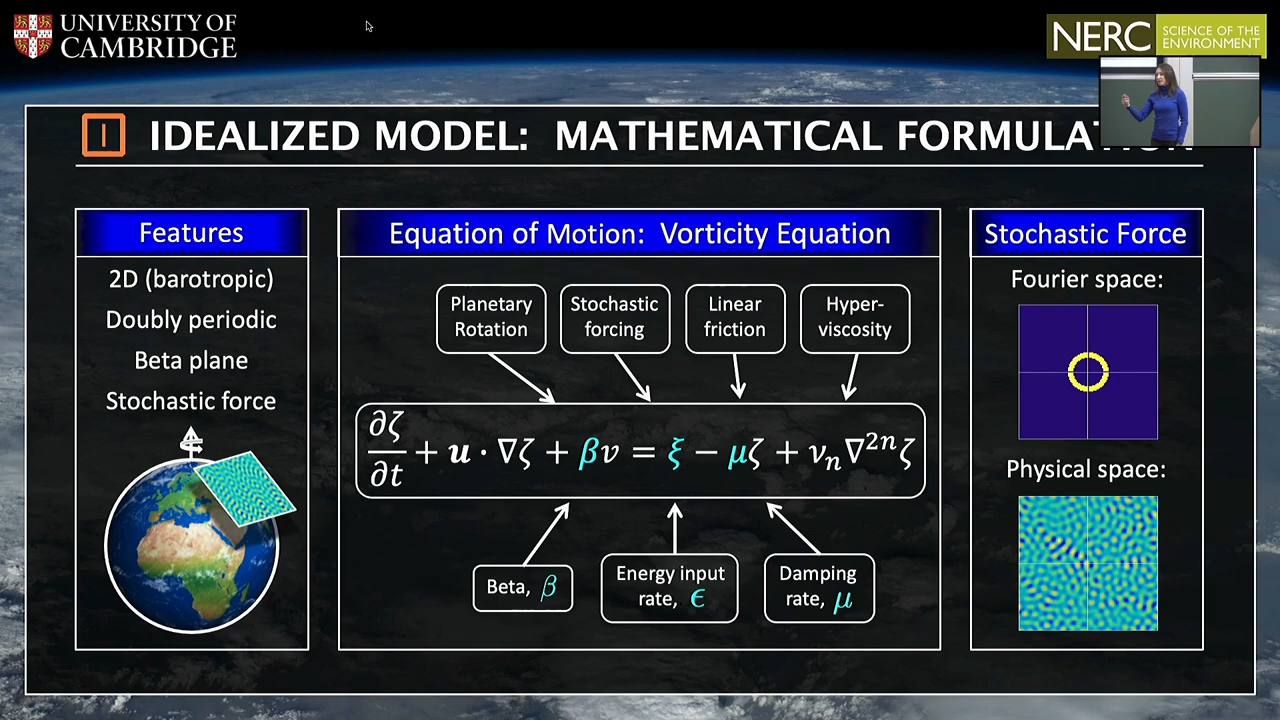 UNIVERSITY OF
CAMBRIDGE
NERC
SCIENCE OF THE
ENVIRONMENT
I
IDEALIZED MODEL: MATHEMATICAL
Features
2D (barotropic)
Doubly periodic
Beta plane
Stochastic force
Equation of Motion: Vorticity Equation
Planetary
Rotation
Stochastic
forcing
Linear
friction
Hyper-
viscosity
∂ζ/∂t + u · ∇ζ + βv = ξ − μζ + νₙ∇²ⁿζ
Beta, β
Energy input
rate, ϵ
Damping
rate, μ
Stochastic Force
Fourier space:
Physical space: